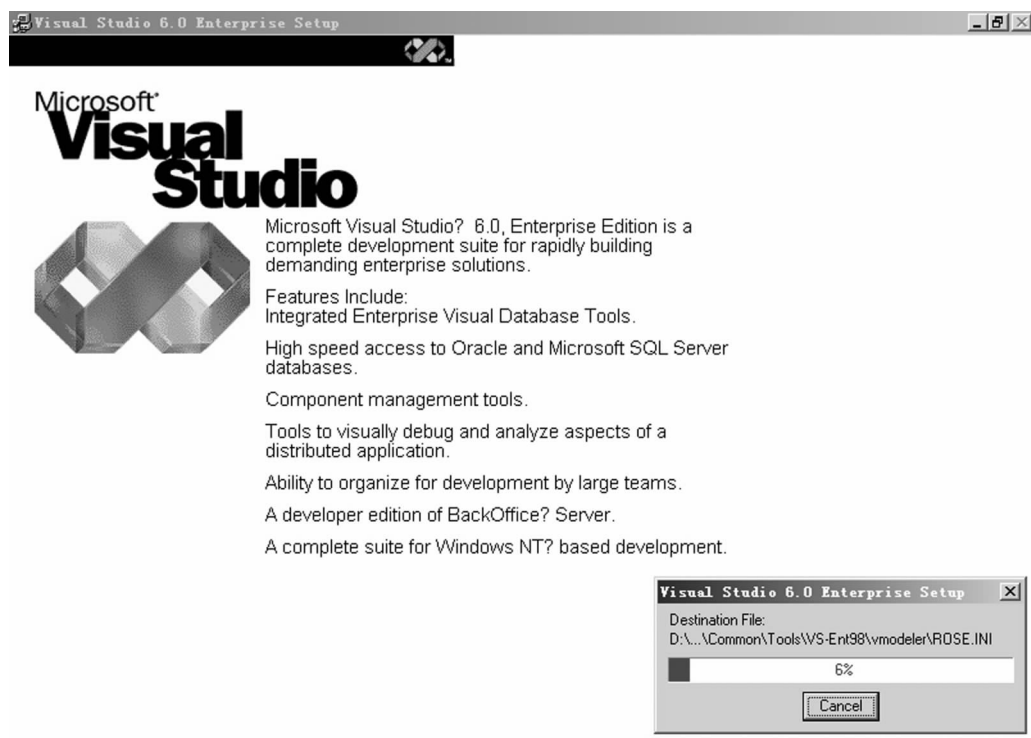 Visual Studio 6.0 Enterprise Setup
Microsoft
Visual
Studio
Microsoft Visual Studio? 6.0, Enterprise Edition is a
complete development suite for rapidly building
demanding enterprise solutions.
Features Include:
Integrated Enterprise Visual Database Tools.
High speed access to Oracle and Microsoft SQL Server
databases.
Component management tools.
Tools to visually debug and analyze aspects of a
distributed application.
Ability to organize for development by large teams.
A developer edition of BackOffice? Server.
A complete suite for Windows NT? based development.
Visual Studio 6.0 Enterprise Setup
Destination File:
D:\...\Common\Tools\VS-Ent98\vmodeler\ROSE.INI
6%
Cancel